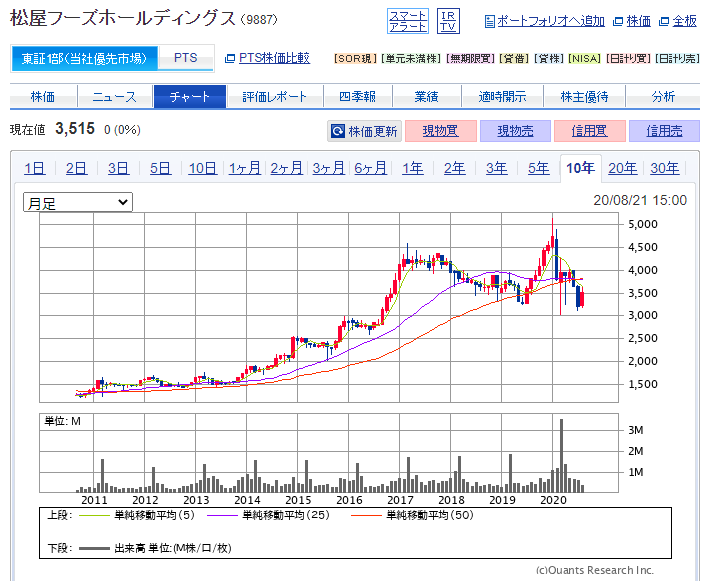 松屋フーズホールディングス (9887)
スマートアラート
IR TV
ポートフォリオへ追加 株価 全板
東証1部(当社優先市場) PTS PTS株価比較 [SOR現] [単元未満株] [無期限買] [貸借] [貸株] [NISA] [日計り買] [日計り売]
株価 ニュース チャート 評価レポート 四季報 業績 適時開示 株主優待 分析
現在値 3,515 0 (0%) 株価更新 現物買 現物売 信用買 信用売
1日 2日 3日 5日 10日 1ヶ月 2ヶ月 3ヶ月 6ヶ月 1年 2年 3年 5年 10年 20年 30年
月足 20/08/21 15:00
5,000
4,500
4,000
3,500
3,000
2,500
2,000
1,500
単位: M
3M
2M
1M
2011 2012 2013 2014 2015 2016 2017 2018 2019 2020
上段: 単純移動平均(5) 単純移動平均(25) 単純移動平均(50)
下段: 出来高 単位:(M株/口/枚)
(c)Quants Research Inc.